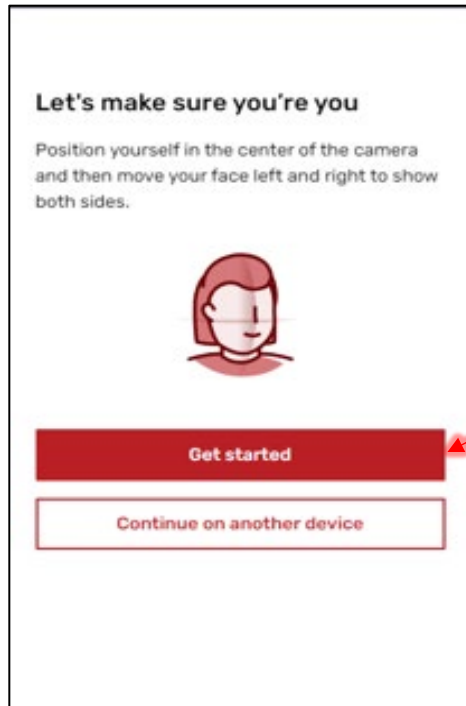 Let's make sure you’re you
Position yourself in the center of the camera
and then move your face left and right to show
both sides.
Get started
Continue on another device